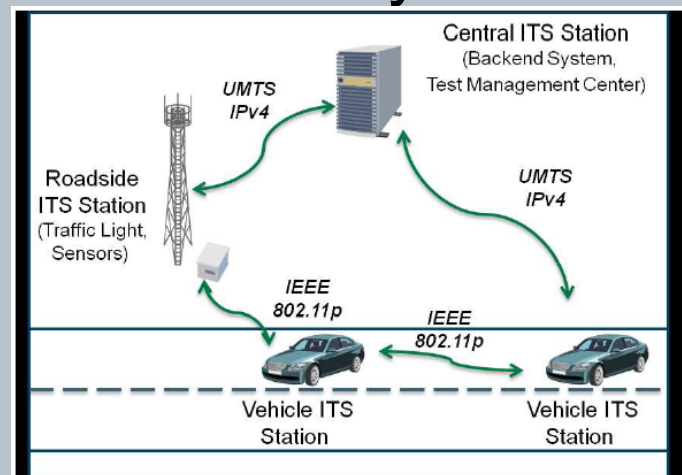 Central ITS Station
(Backend System,
Test Management Center)
UMTS
IPv4
Roadside
ITS Station
(Traffic Light,
Sensors)
UMTS
IPv4
IEEE
802.11p
IEEE
802.11p
Vehicle ITS
Station
Vehicle ITS
Station